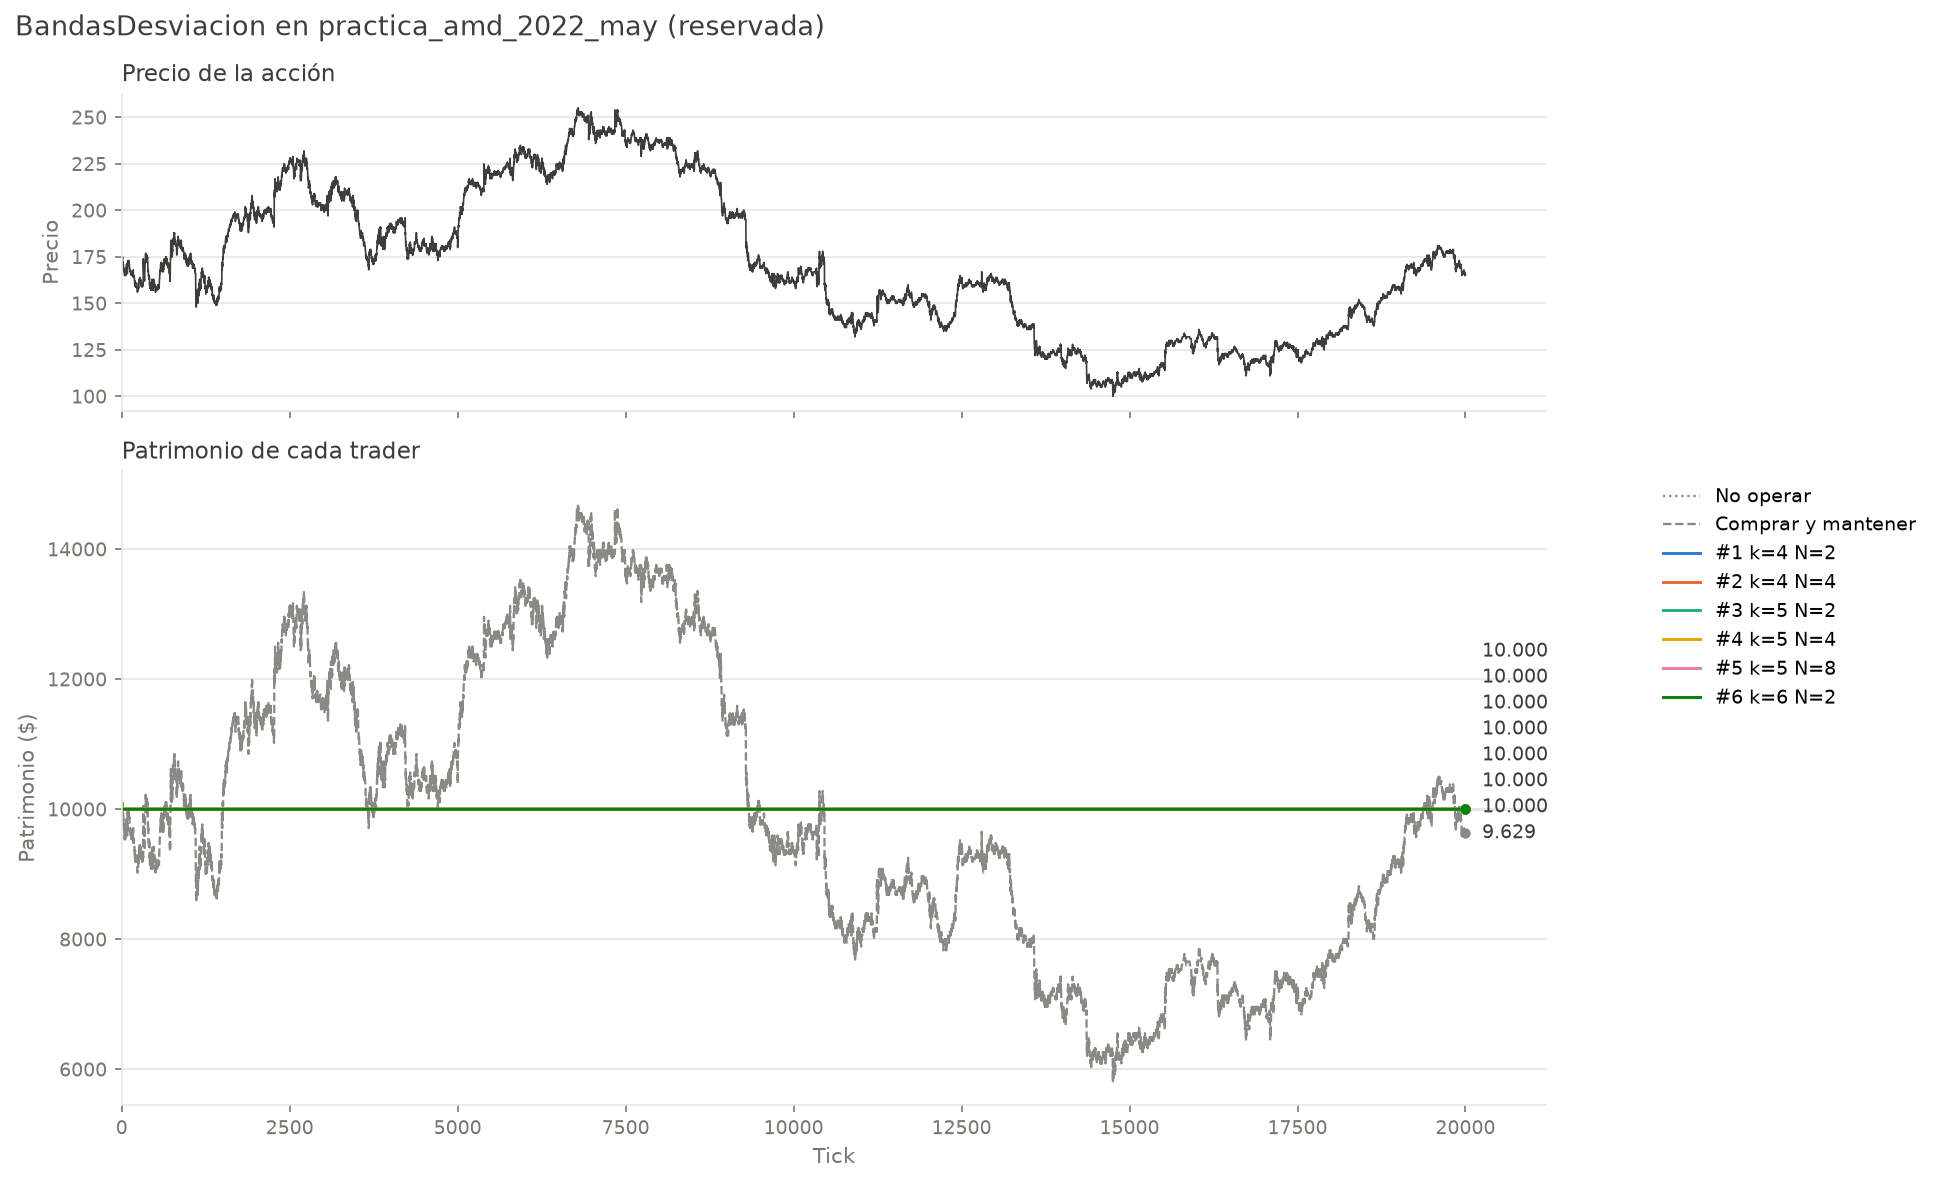 BandasDesviacion en practica_amd_2022_may (reservada)
Precio de la acción
250
225
200
175
150
125
100
Precio
Patrimonio de cada trader
14000
12000
10000
8000
6000
Patrimonio ($)
10.000
10.000
10.000
10.000
10.000
10.000
10.000
9.629
0
2500
5000
7500
10000
12500
15000
17500
20000
Tick
No operar
Comprar y mantener
#1 k=4 N=2
#2 k=4 N=4
#3 k=5 N=2
#4 k=5 N=4
#5 k=5 N=8
#6 k=6 N=2